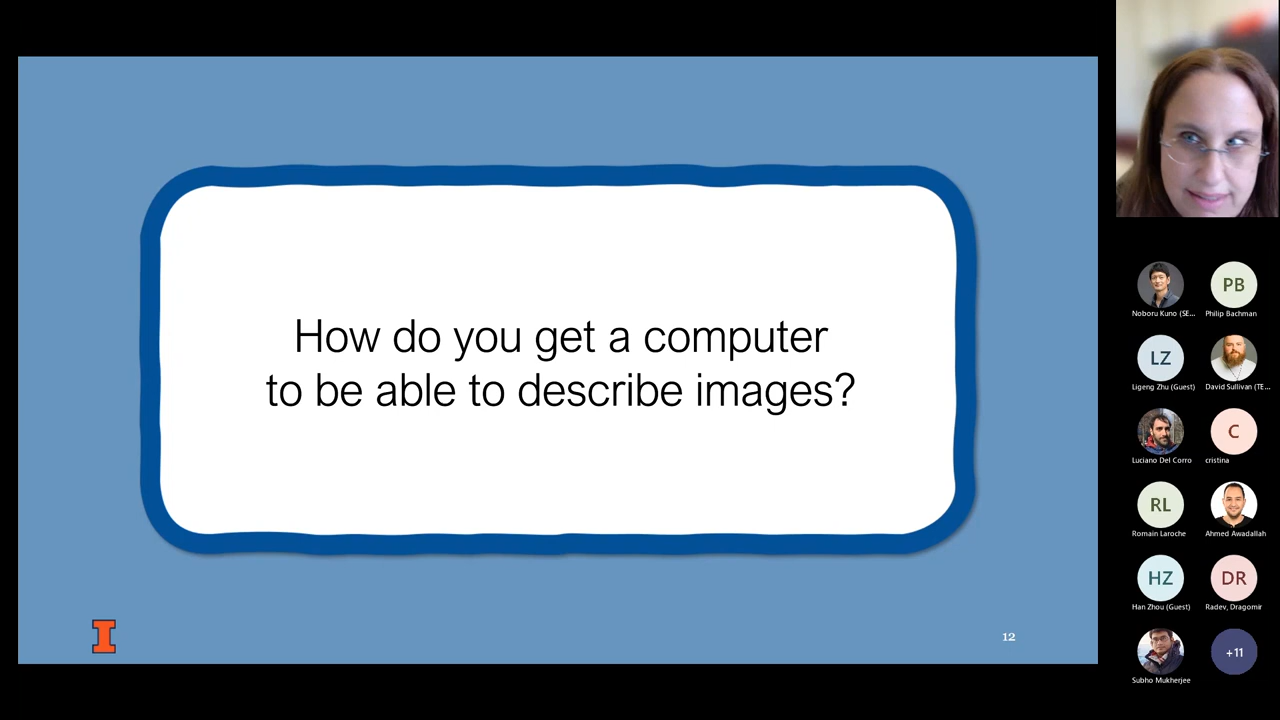 How do you get a computer
to be able to describe images?
I
12
Noboru Kuno (SE...
PB
Philip Bachman
LZ
Ligeng Zhu (Guest)
David Sullivan (TE...
Luciano Del Corro
C
cristina
RL
Romain Laroche
Ahmed Awadallah
HZ
Han Zhou (Guest)
DR
Radev, Dragomir
Subho Mukherjee
+11